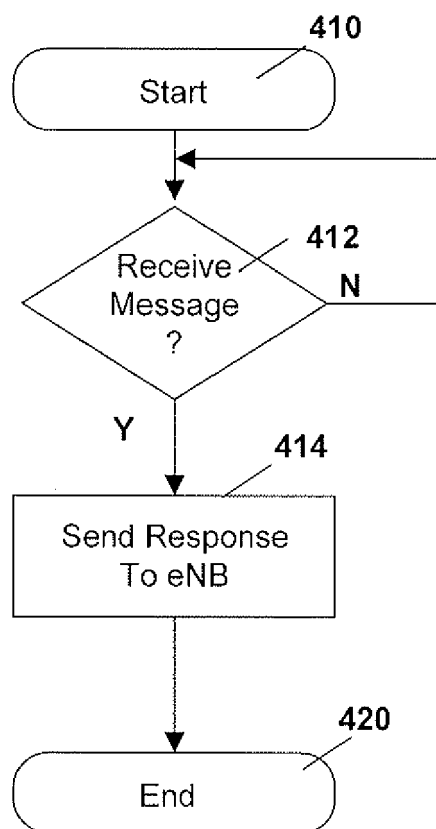 410
Start
412
Receive
Message
?
N
Y
414
Send Response
To eNB
420
End